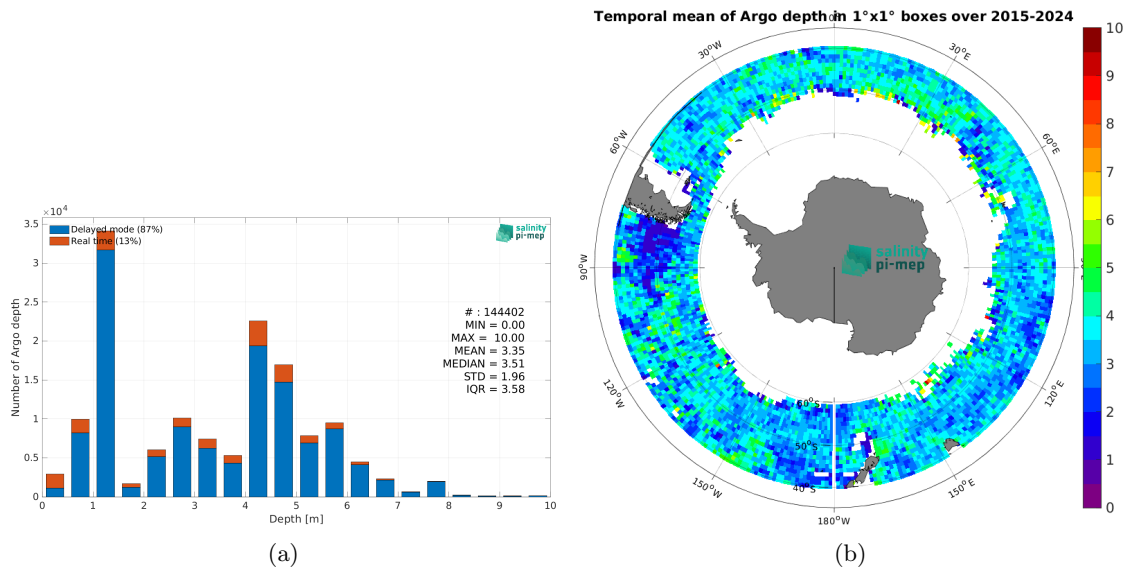 Temporal mean of Argo depth in 1°x1° boxes over 2015-2024
×10⁴
3.5
3
2.5
2
1.5
1
0.5
0
Number of Argo depth
Delayed mode (87%)
Real time (13%)
salinity
pi-mep
# : 144402
MIN = 0.00
MAX = 10.00
MEAN = 3.35
MEDIAN = 3.51
STD = 1.96
IQR = 3.58
0 1 2 3 4 5 6 7 8 9 10
Depth [m]
(a)
30°W
30°E
60°W
60°E
90°W
120°W
120°E
150°W
150°E
180°W
60°S
50°S
40°S
salinity
pi-mep
10
9
8
7
6
5
4
3
2
1
0
(b)